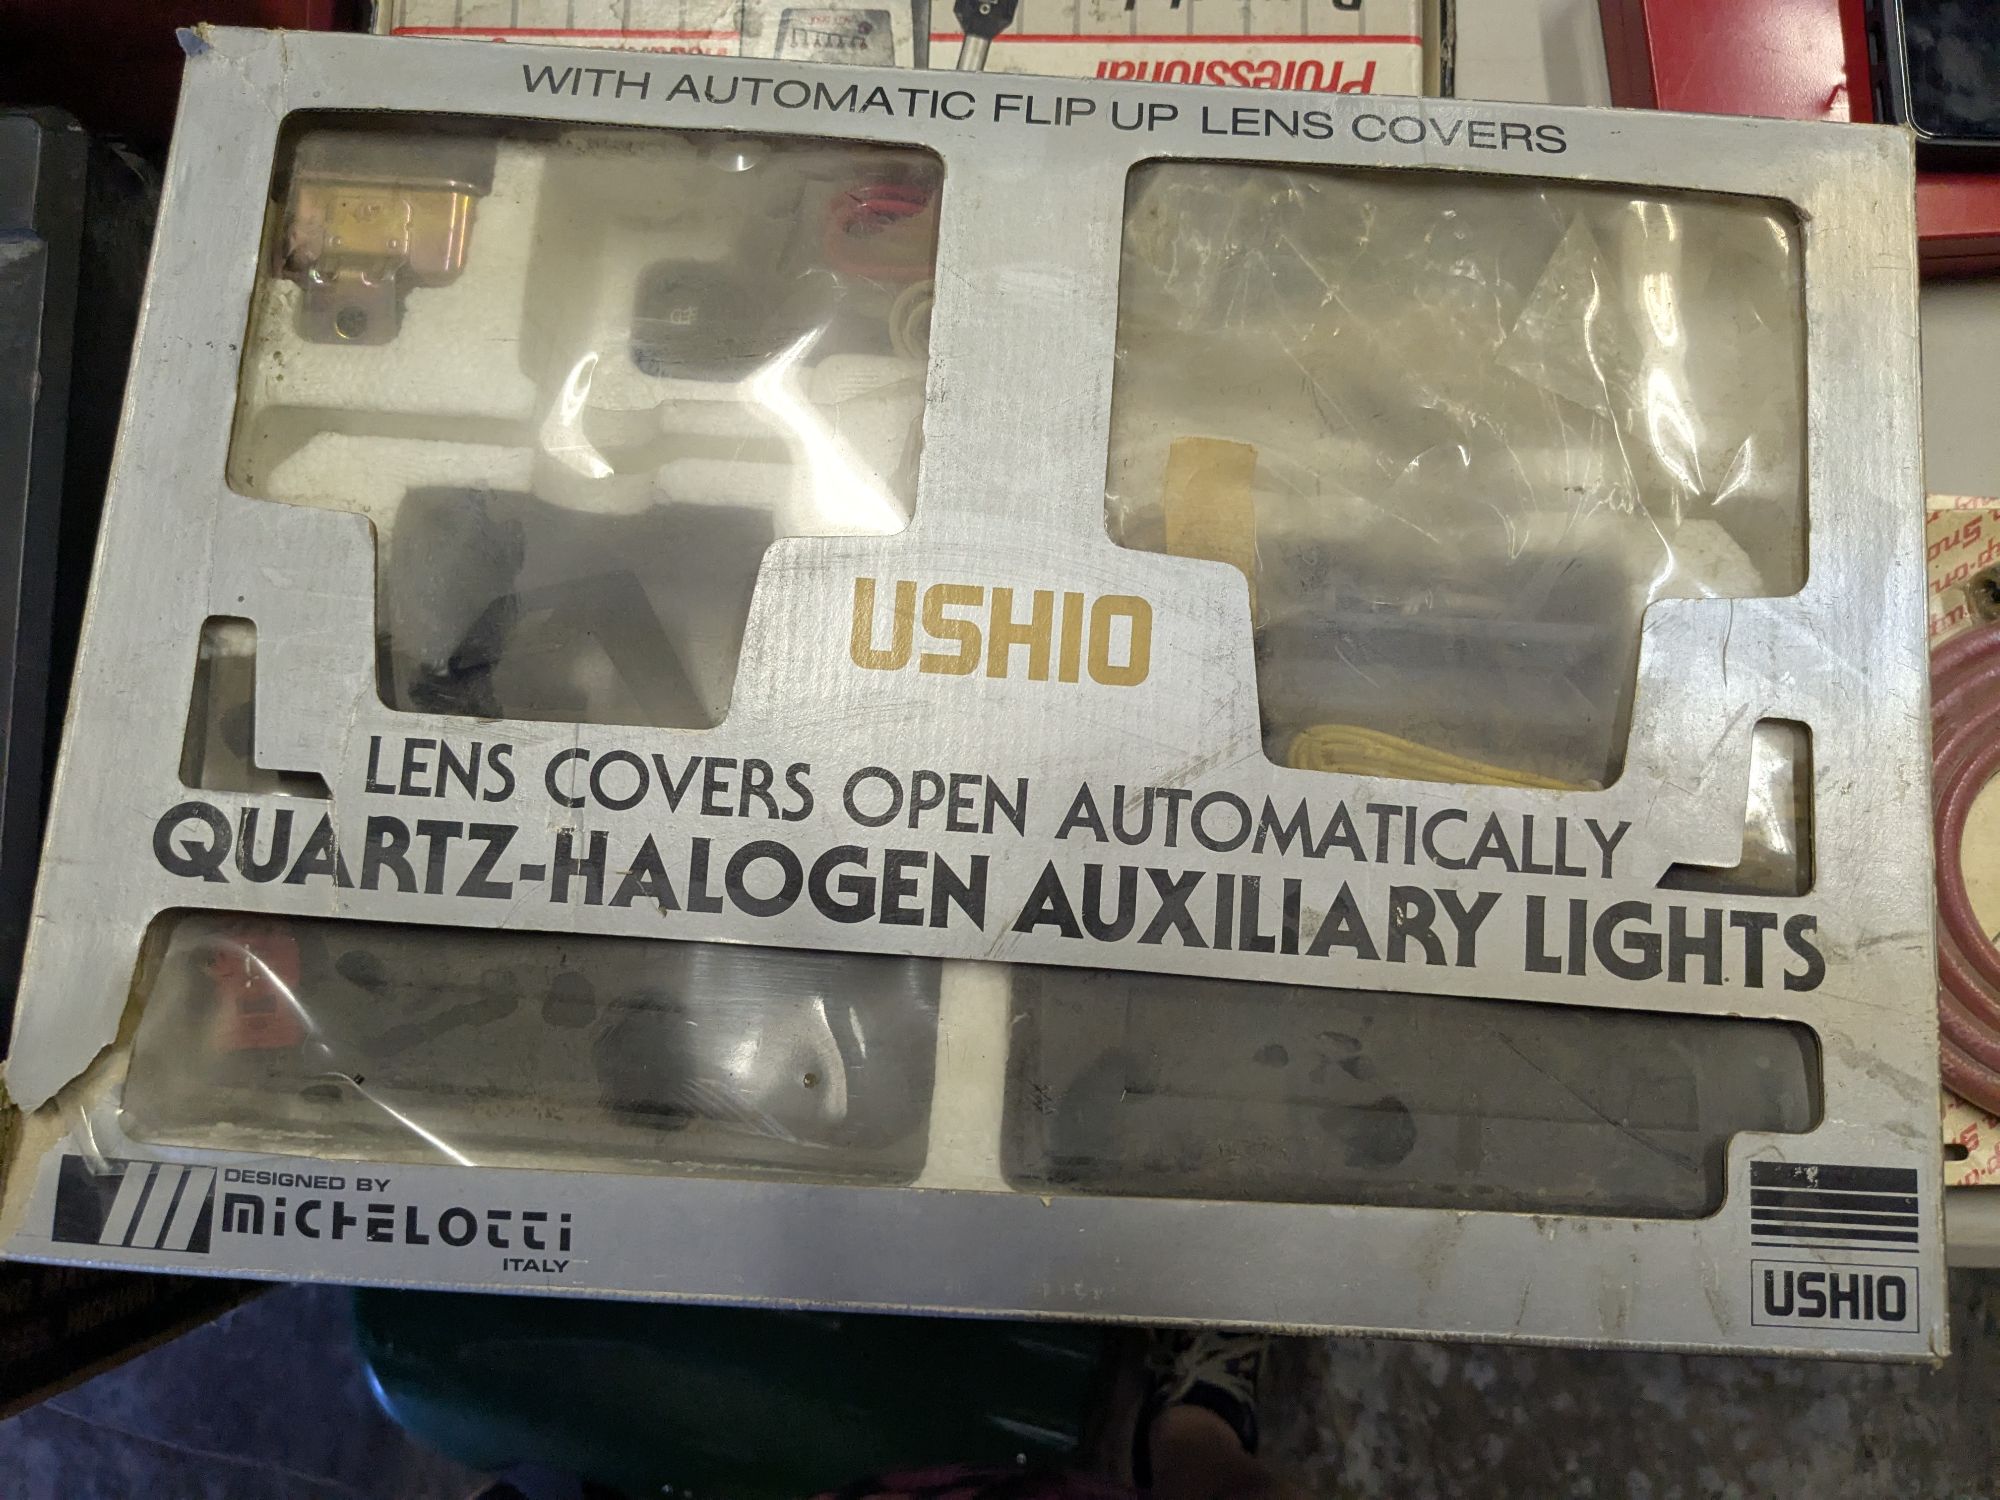 Professional
WITH AUTOMATIC FLIP UP LENS COVERS
USHIO
LENS COVERS OPEN AUTOMATICALLY
QUARTZ-HALOGEN AUXILIARY LIGHTS
DESIGNED BY
MICHELOTTI
ITALY
USHIO